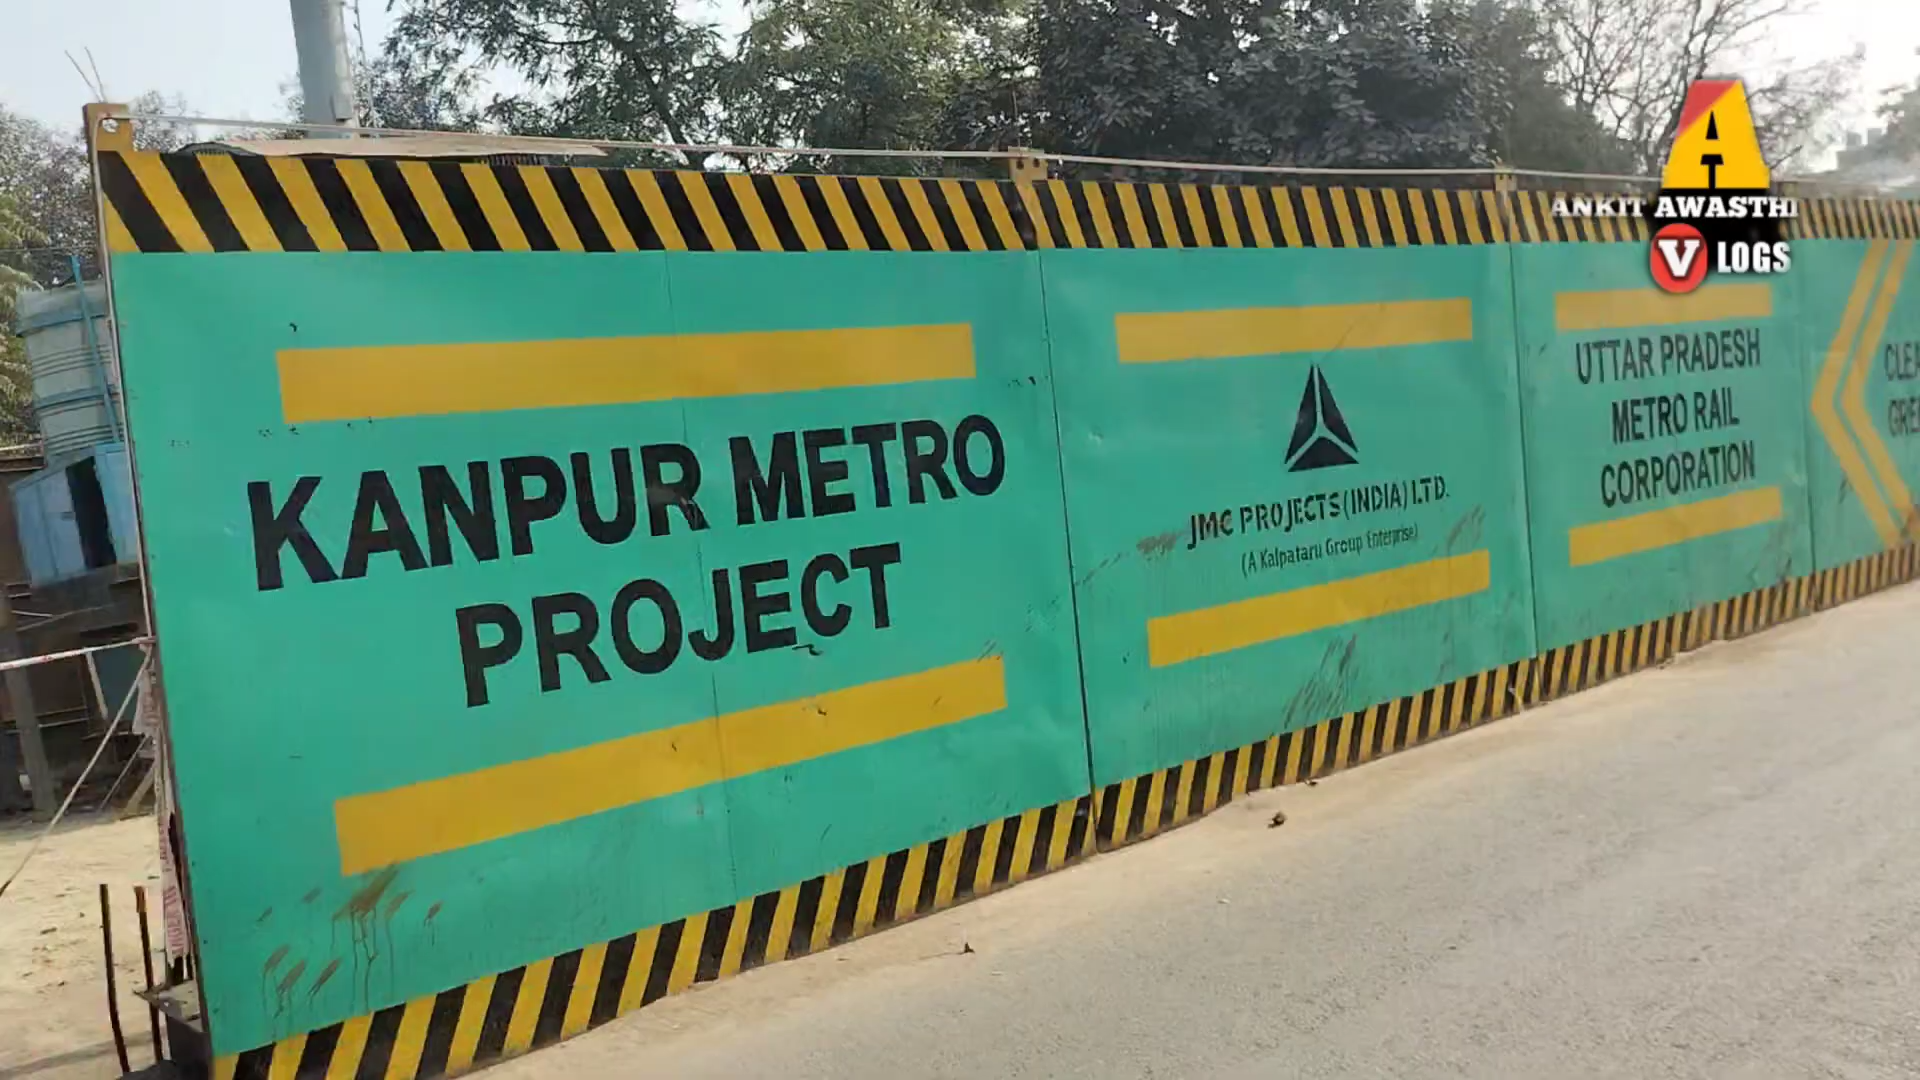 KANPUR METRO
PROJECT
JMC PROJECTS (INDIA) LTD.
(A Kalpataru Group Enterprise)
UTTAR PRADESH
METRO RAIL
CORPORATION
A
ANKIT AWASTHI
V LOGS